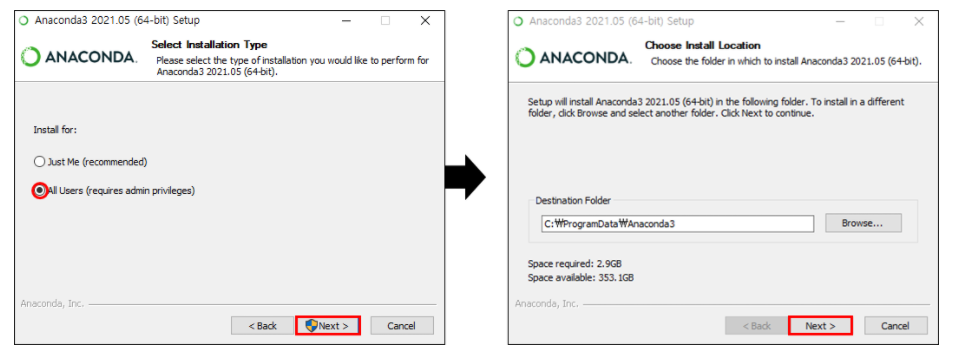 Anaconda3 2021.05 (64-bit) Setup
ANACONDA.
Select Installation Type
Please select the type of installation you would like to perform for
Anaconda3 2021.05 (64-bit).
Install for:
Just Me (recommended)
All Users (requires admin privileges)
Anaconda, Inc.
< Back
Next >
Cancel
Anaconda3 2021.05 (64-bit) Setup
ANACONDA.
Choose Install Location
Choose the folder in which to install Anaconda3 2021.05 (64-bit).
Setup will install Anaconda3 2021.05 (64-bit) in the following folder. To install in a different
folder, click Browse and select another folder. Click Next to continue.
Destination Folder
C:₩ProgramData₩Anaconda3
Browse...
Space required: 2.9GB
Space available: 353.1GB
Anaconda, Inc.
< Back
Next >
Cancel